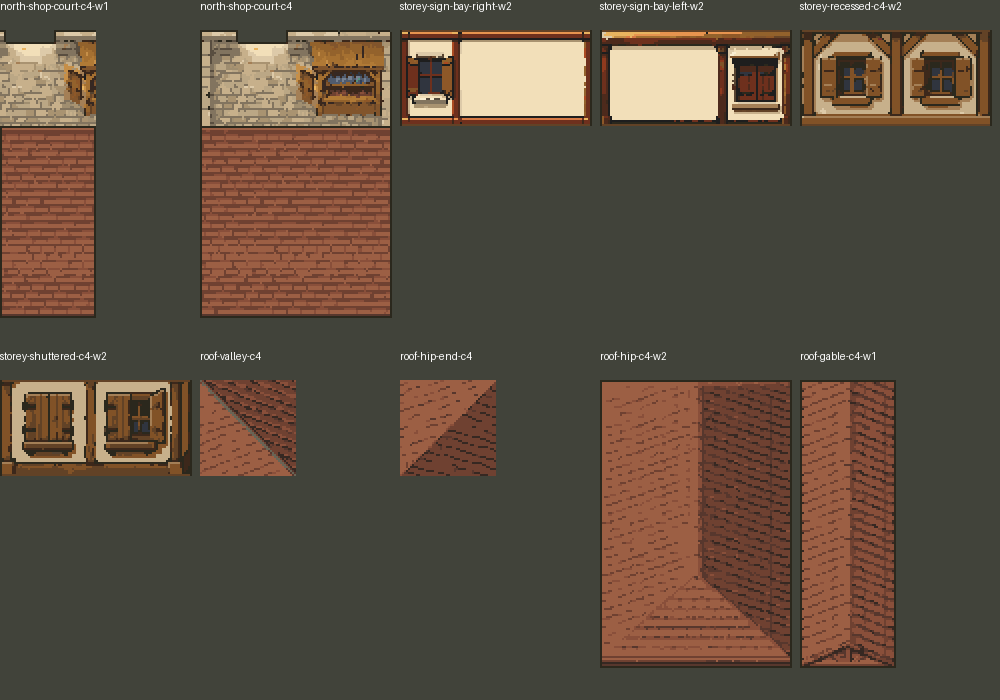 north-shop-court-c4-w1
north-shop-court-c4
storey-sign-bay-right-w2
storey-sign-bay-left-w2
storey-recessed-c4-w2
storey-shuttered-c4-w2
roof-valley-c4
roof-hip-end-c4
roof-hip-c4-w2
roof-gable-c4-w1